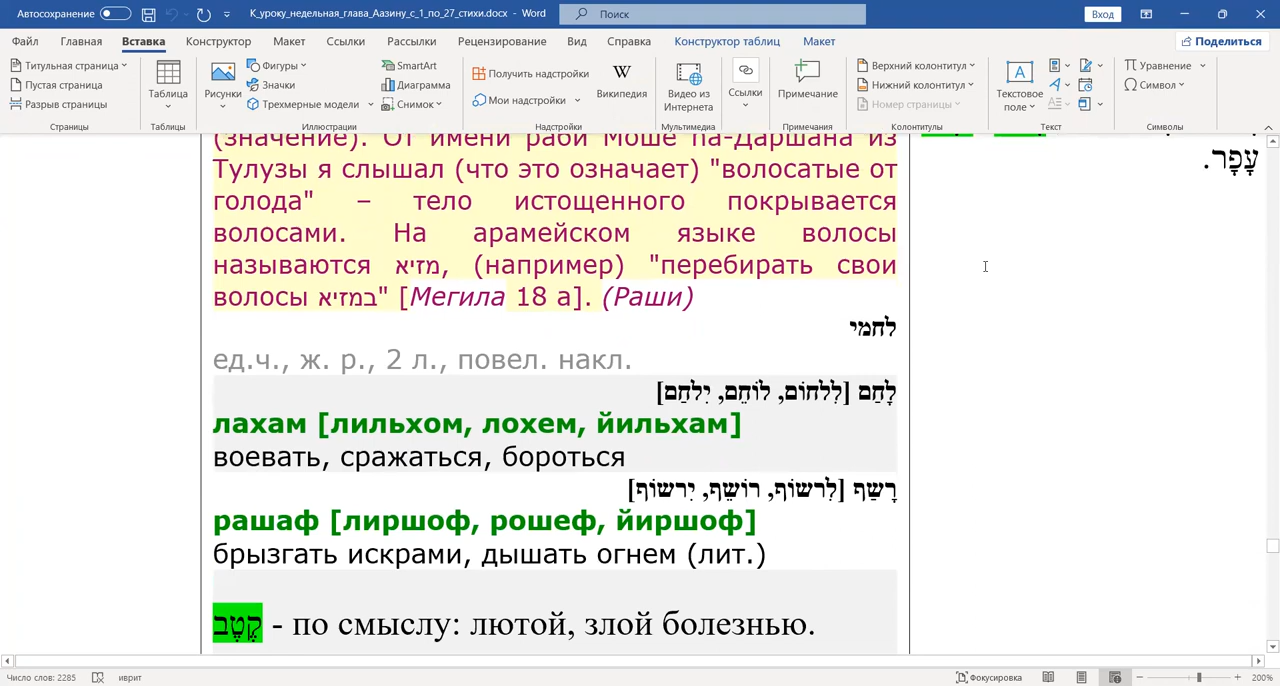 Автосохранение К_уроку_недельная_глава_Аазину_с_1_по_27_стихи.docx - Word Поиск Вход
Файл Главная Вставка Конструктор Макет Ссылки Рассылки Рецензирование Вид Справка Конструктор таблиц Макет Поделиться
Титульная страница
Пустая страница
Разрыв страницы
Страницы
Таблица
Таблицы
Рисунки
Фигуры
Значки
Трехмерные модели
SmartArt
Диаграмма
Снимок
Иллюстрации
Получить надстройки
Мои надстройки
Википедия
Надстройки
Видео из Интернета
Мультимедиа
Ссылки
Примечание
Примечания
Верхний колонтитул
Нижний колонтитул
Номер страницы
Колонтитулы
Текстовое поле
Текст
Уравнение
Символ
Символы
(значение). От имени раби Моше hа-Даршана из
Тулузы я слышал (что это означает) "волосатые от
голода" – тело истощенного покрывается
волосами. На арамейском языке волосы
называются מזיא, (например) "перебирать свои
волосы במזיא" [Мегила 18 а]. (Раши)
לחמי
ед.ч., ж. р., 2 л., повел. накл.
לָחַם [לִלחוֹם, לוֹחֵם, יִלחַם]
лахам [лильхом, лохем, йильхам]
воевать, сражаться, бороться
רָשַף [לִרשוֹף, רוֹשֵף, יִרשוֹף]
рашаф [лиршоф, рошеф, йиршоф]
брызгать искрами, дышать огнем (лит.)
קֶטֶב - по смыслу: лютой, злой болезнью.
עָפָר.
Число слов: 2285 иврит Фокусировка 200%